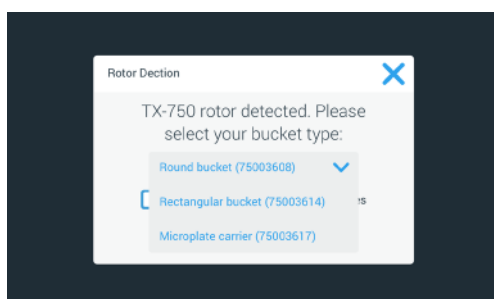 Rotor Dection
TX-750 rotor detected. Please
select your bucket type:
Round bucket (75003608)
Rectangular bucket (75003614)
Microplate carrier (75003617)